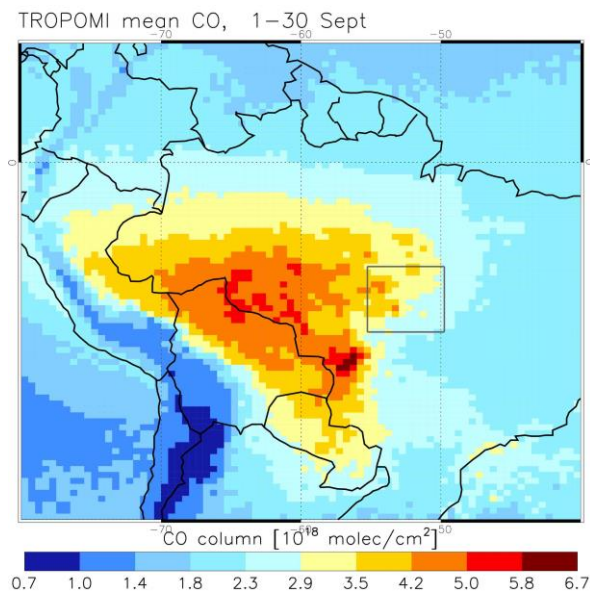 TROPOMI mean CO, 1-30 Sept
-70 -60 -50
0 0
-70 -60 -50
CO column [10¹⁸ molec/cm²]
0.7 1.0 1.4 1.8 2.3 2.9 3.5 4.2 5.0 5.8 6.7